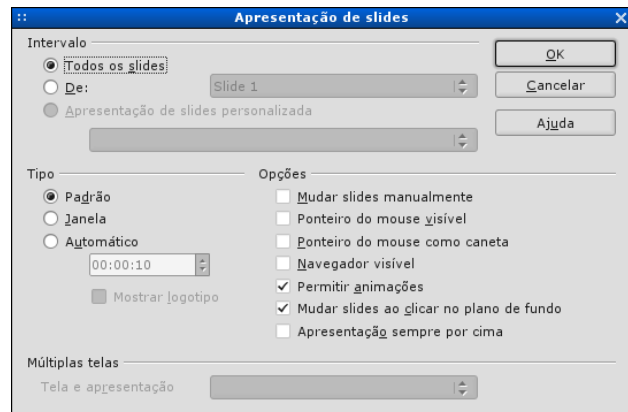 Apresentação de slides
Intervalo
Todos os slides
De: Slide 1
Apresentação de slides personalizada
OK
Cancelar
Ajuda
Tipo
Padrão
Janela
Automático
00:00:10
Mostrar logotipo
Opções
Mudar slides manualmente
Ponteiro do mouse visível
Ponteiro do mouse como caneta
Navegador visível
Permitir animações
Mudar slides ao clicar no plano de fundo
Apresentação sempre por cima
Múltiplas telas
Tela e apresentação